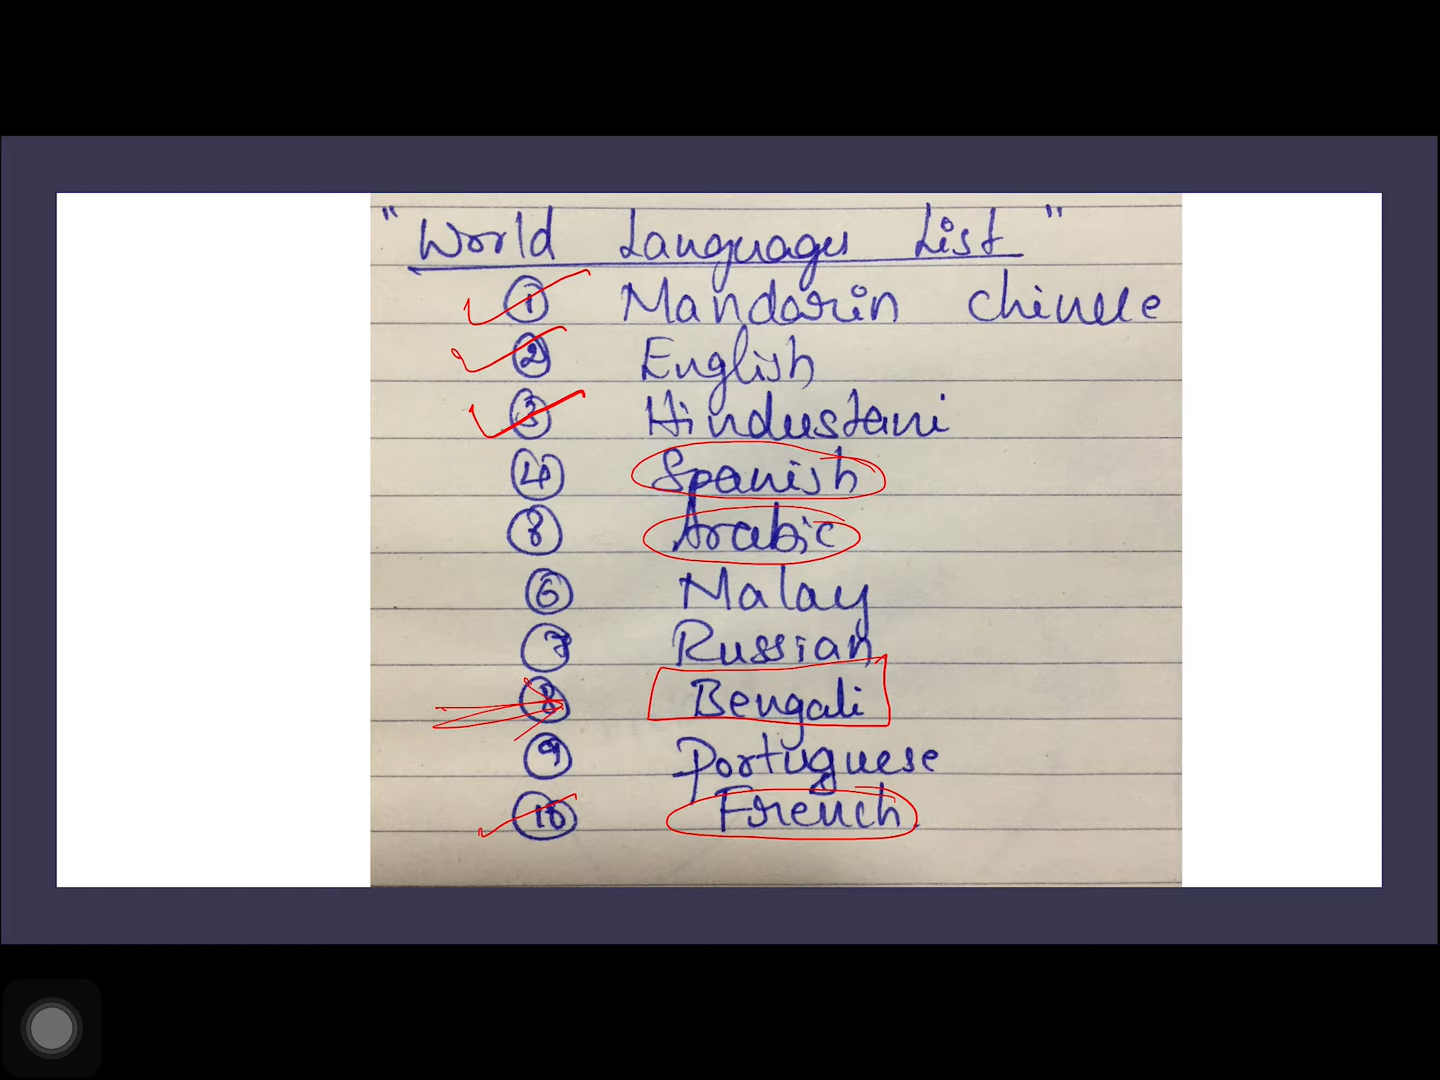 "World Languages List"
① Mandarin Chinese
② English
③ Hindustani
④ Spanish
⑧ Arabic
⑥ Malay
⑦ Russian
⑧ Bengali
⑨ Portuguese
⑩ French